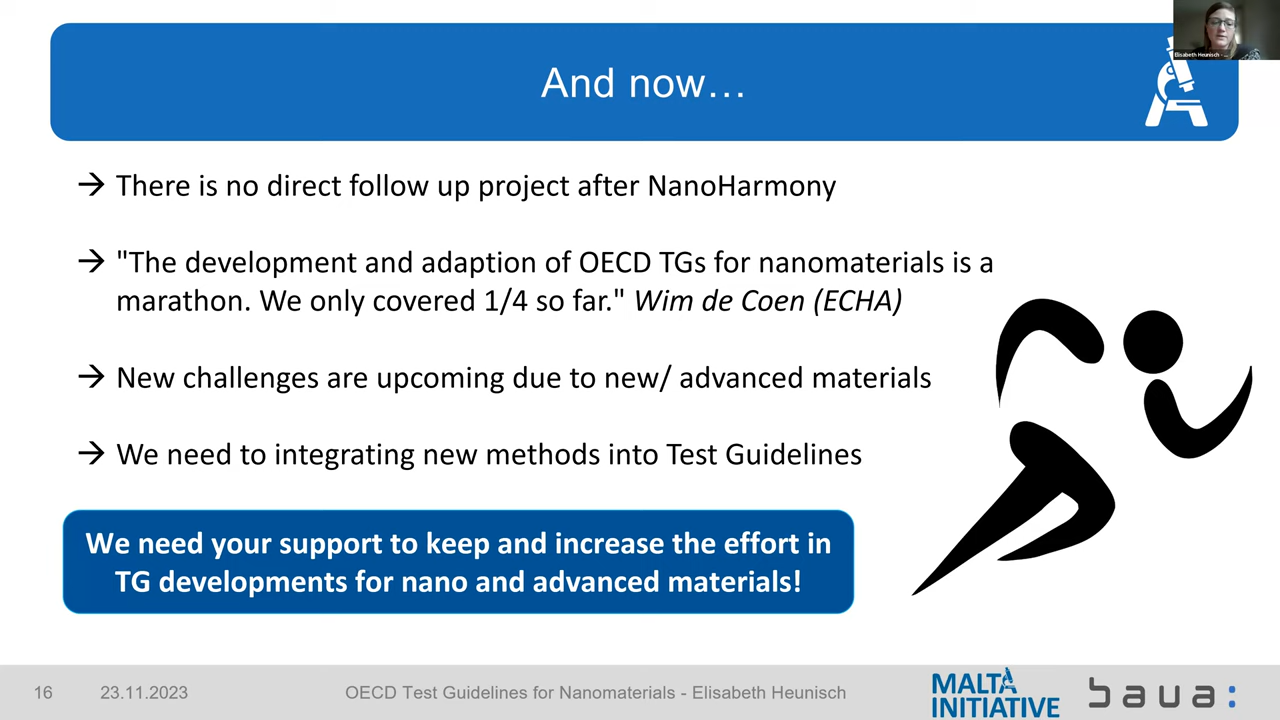 Elisabeth Heunisch - ...
And now…
→ There is no direct follow up project after NanoHarmony
→ "The development and adaption of OECD TGs for nanomaterials is a
marathon. We only covered 1/4 so far." Wim de Coen (ECHA)
→ New challenges are upcoming due to new/ advanced materials
→ We need to integrating new methods into Test Guidelines
We need your support to keep and increase the effort in
TG developments for nano and advanced materials!
16 23.11.2023 OECD Test Guidelines for Nanomaterials - Elisabeth Heunisch
MALTA
INITIATIVE
baua: